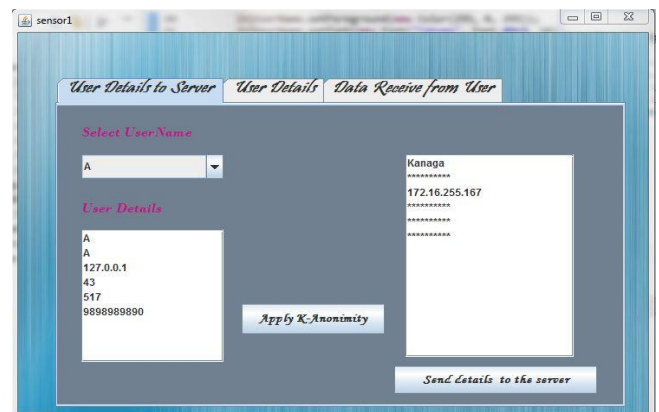 sensor1
User Details to Server
User Details
Data Receive from User
Select UserName
A
User Details
A
A
127.0.0.1
43
517
9898989890
Apply K-Anonimity
Kanaga
**********
172.16.255.167
**********
**********
**********
Send details to the server